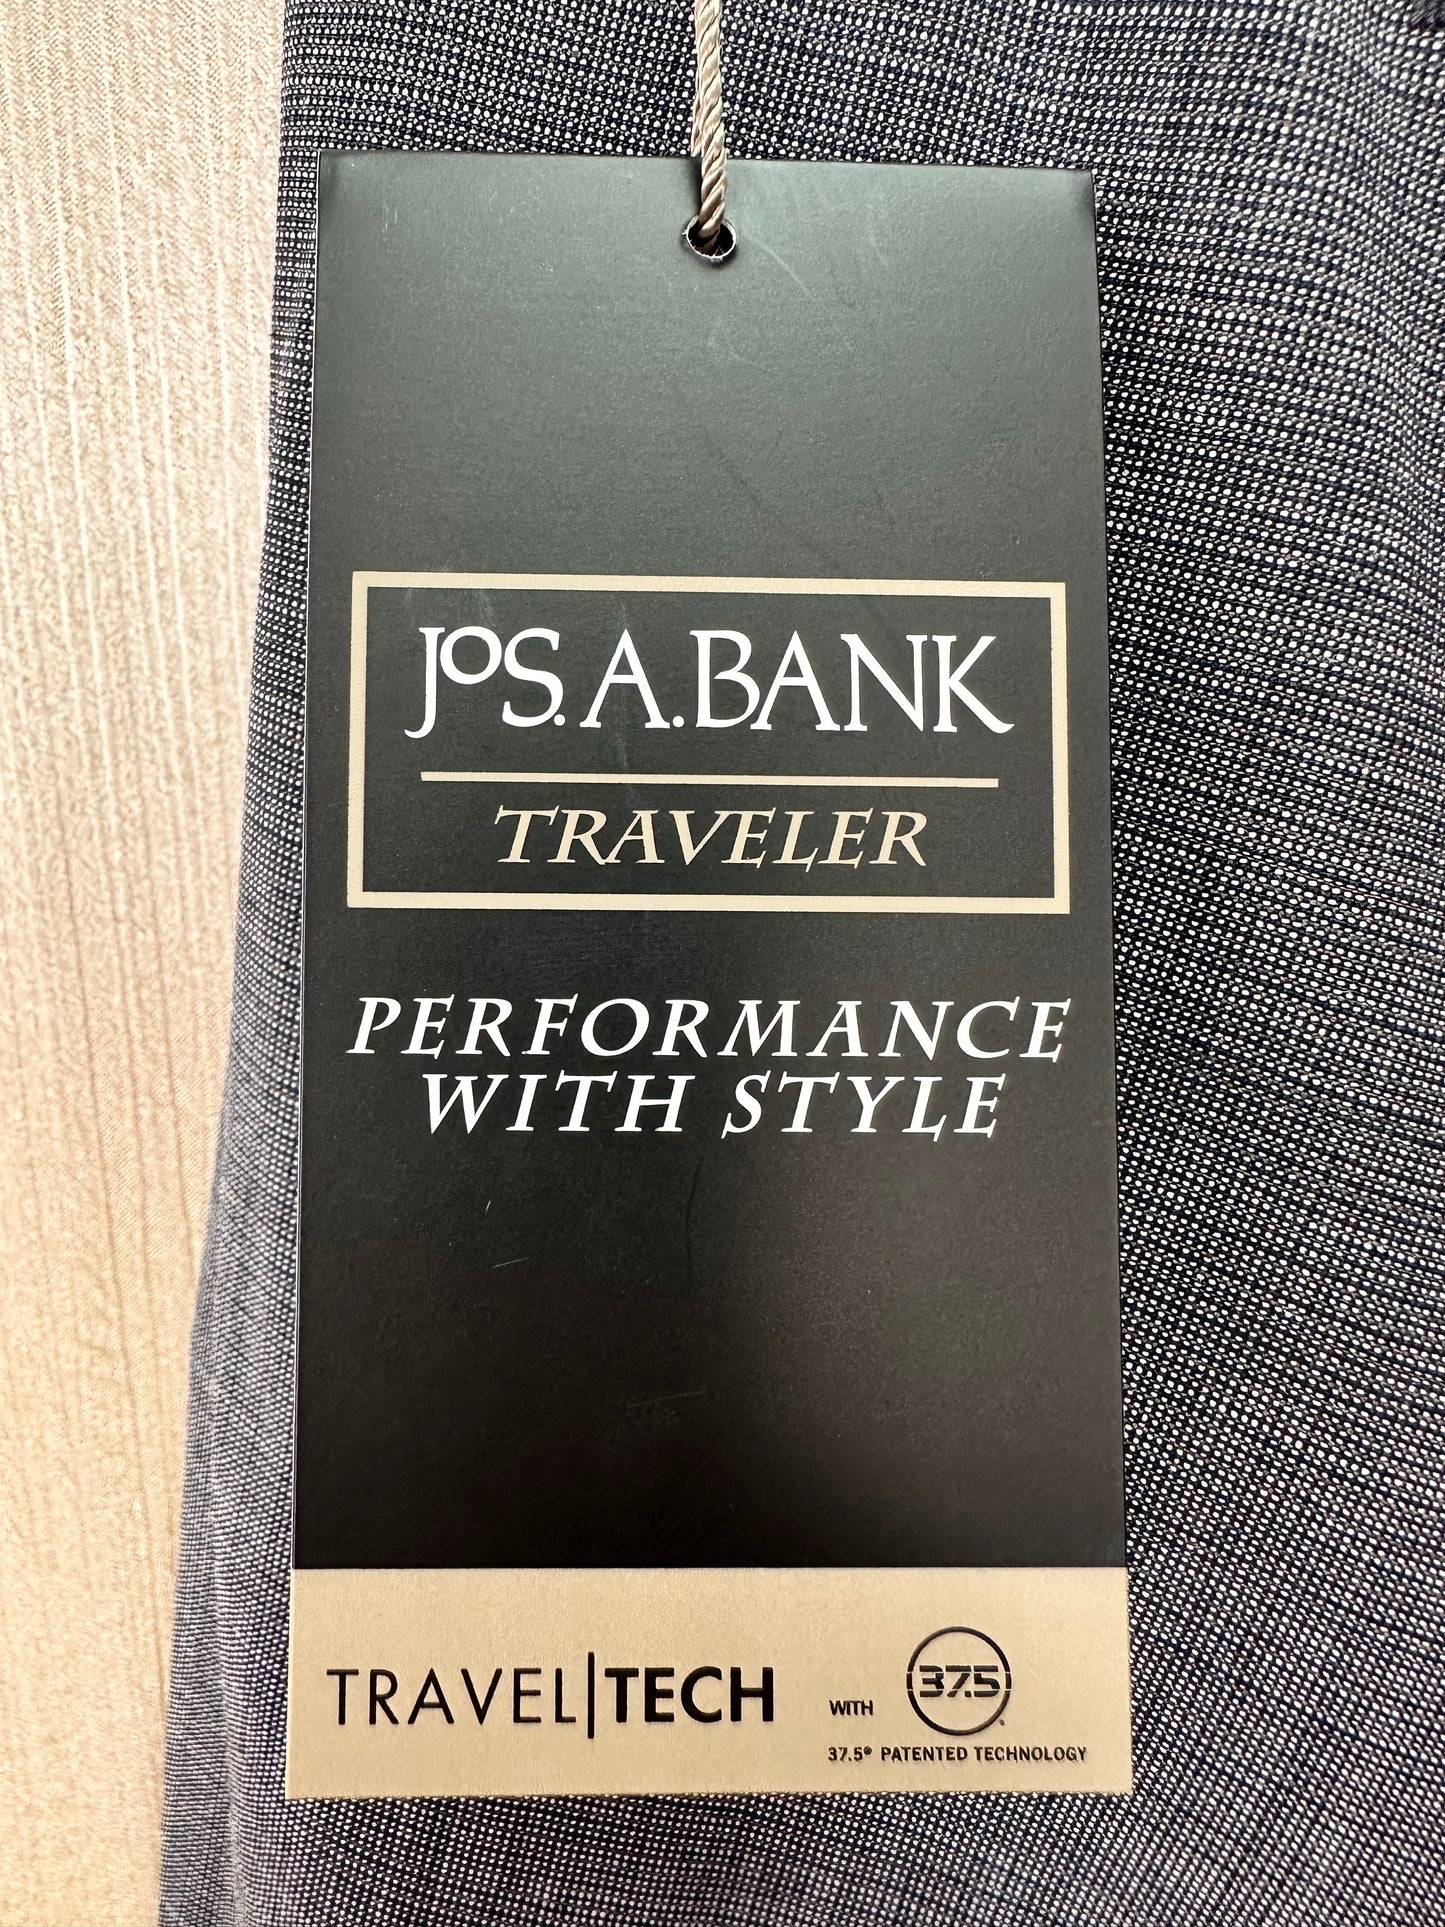 JOS. A. BANK
TRAVELER
PERFORMANCE
WITH STYLE
TRAVEL|TECH
WITH
37.5
37.5® PATENTED TECHNOLOGY